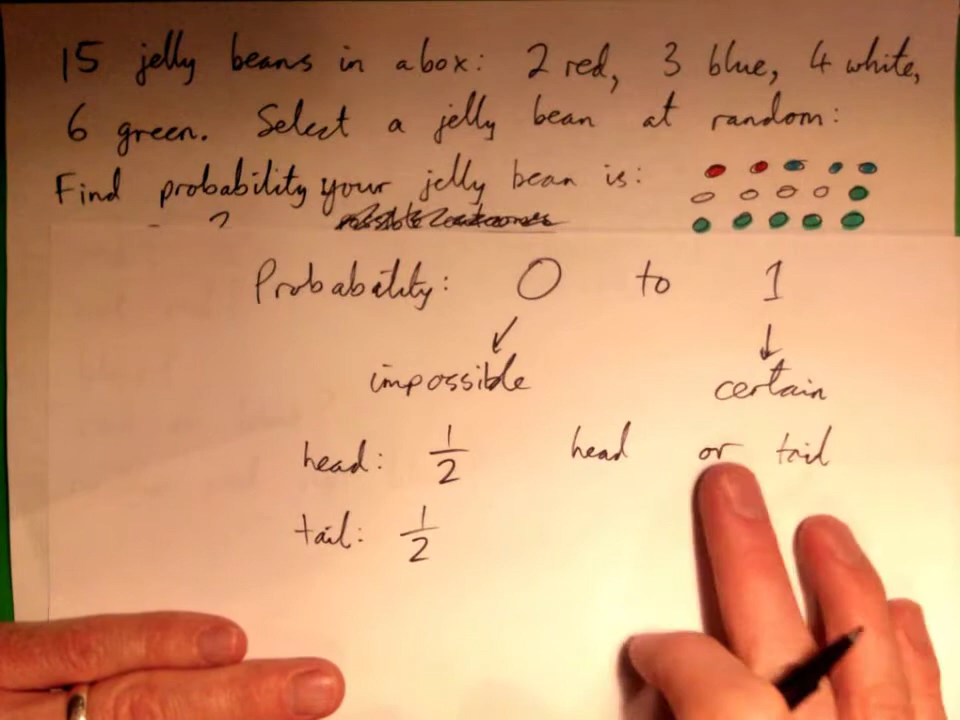 15 jelly beans in a box: 2 red, 3 blue, 4 white,
6 green. Select a jelly bean at random:
Find probability your jelly bean is:
possible outcomes
Probability: 0 to 1
impossible certain
head: 1/2 head or tail
tail: 1/2